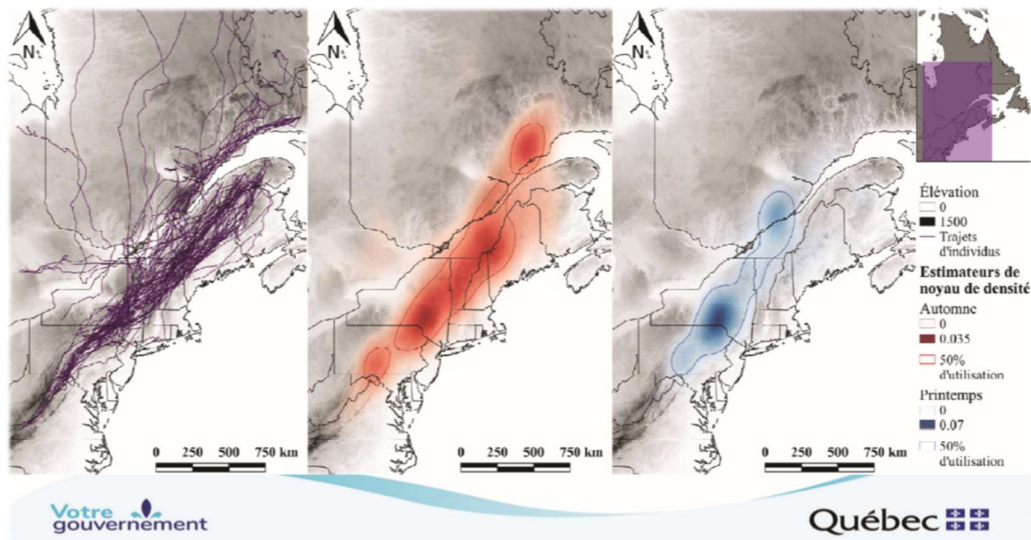 N
N
N
0 250 500 750 km
0 250 500 750 km
0 250 500 750 km
Élévation
0
1500
Trajets
d'individus
Estimateurs de
noyau de densité
Automne
0
0.035
50%
d'utilisation
Printemps
0
0.07
50%
d'utilisation
Votre
gouvernement
Québec